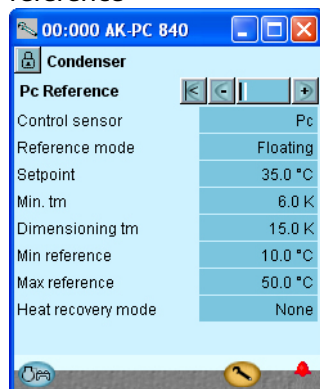 reference
00:000 AK-PC 840
Condenser
Pc Reference
Control sensor Pc
Reference mode Floating
Setpoint 35.0 °C
Min. tm 6.0 K
Dimensioning tm 15.0 K
Min reference 10.0 °C
Max reference 50.0 °C
Heat recovery mode None